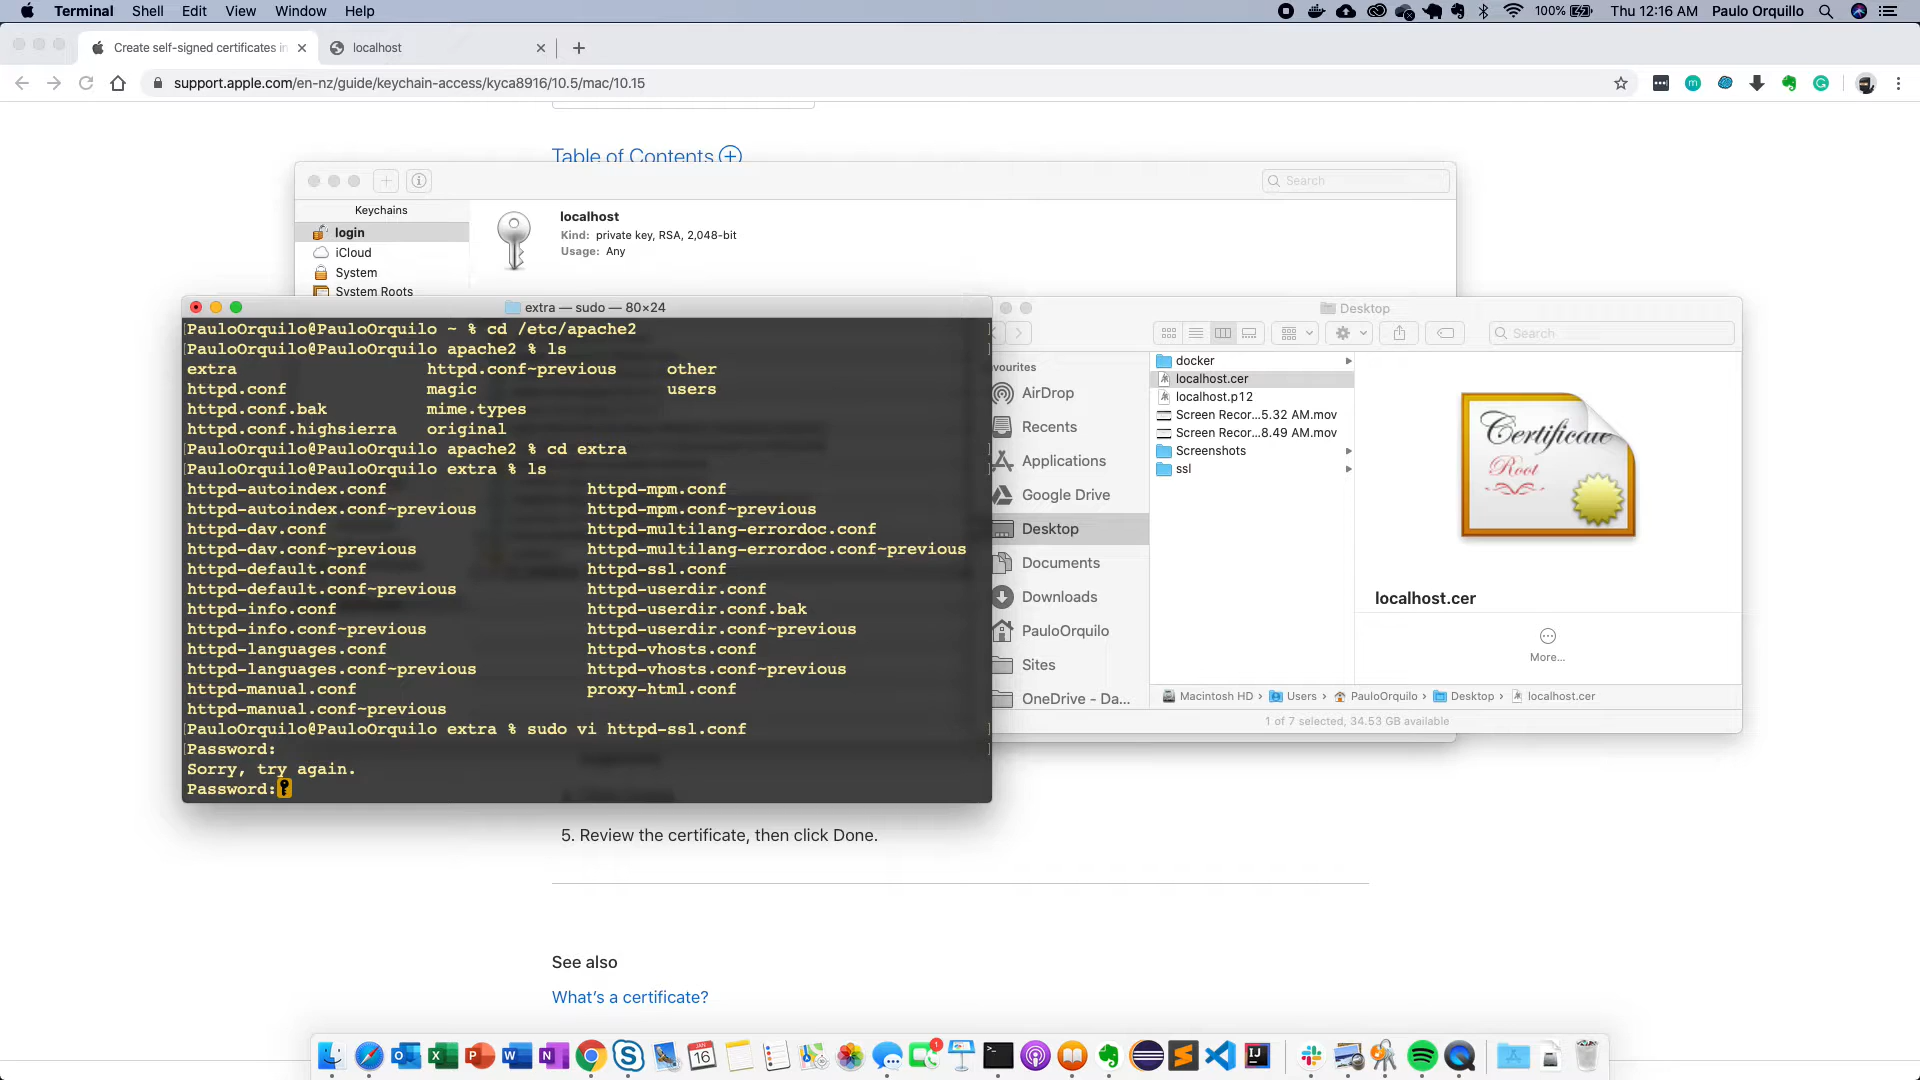 Terminal Shell Edit View Window Help 100% Thu 12:16 AM Paulo Orquillo
Create self-signed certificates in localhost
support.apple.com/en-nz/guide/keychain-access/kyca8916/10.5/mac/10.15
Table of Contents
Search
Keychains
login
iCloud
System
System Roots
localhost
Kind: private key, RSA, 2,048-bit
Usage: Any
extra — sudo — 80×24
PauloOrquilo@PauloOrquilo ~ % cd /etc/apache2
PauloOrquilo@PauloOrquilo apache2 % ls
extra httpd.conf~previous other
httpd.conf magic users
httpd.conf.bak mime.types
httpd.conf.highsierra original
PauloOrquilo@PauloOrquilo apache2 % cd extra
PauloOrquilo@PauloOrquilo extra % ls
httpd-autoindex.conf httpd-mpm.conf
httpd-autoindex.conf~previous httpd-mpm.conf~previous
httpd-dav.conf httpd-multilang-errordoc.conf
httpd-dav.conf~previous httpd-multilang-errordoc.conf~previous
httpd-default.conf httpd-ssl.conf
httpd-default.conf~previous httpd-userdir.conf
httpd-info.conf httpd-userdir.conf.bak
httpd-info.conf~previous httpd-userdir.conf~previous
httpd-languages.conf httpd-vhosts.conf
httpd-languages.conf~previous httpd-vhosts.conf~previous
httpd-manual.conf proxy-html.conf
httpd-manual.conf~previous
PauloOrquilo@PauloOrquilo extra % sudo vi httpd-ssl.conf
Password:
Sorry, try again.
Password:
Desktop
Search
avourites
AirDrop
Recents
Applications
Google Drive
Desktop
Documents
Downloads
PauloOrquilo
Sites
OneDrive - Da...
docker
localhost.cer
localhost.p12
Screen Recor...5.32 AM.mov
Screen Recor...8.49 AM.mov
Screenshots
ssl
Certificate
Root
localhost.cer
More...
Macintosh HD › Users › PauloOrquilo › Desktop › localhost.cer
1 of 7 selected, 34.53 GB available
5. Review the certificate, then click Done.
See also
What's a certificate?
JAN
16
1